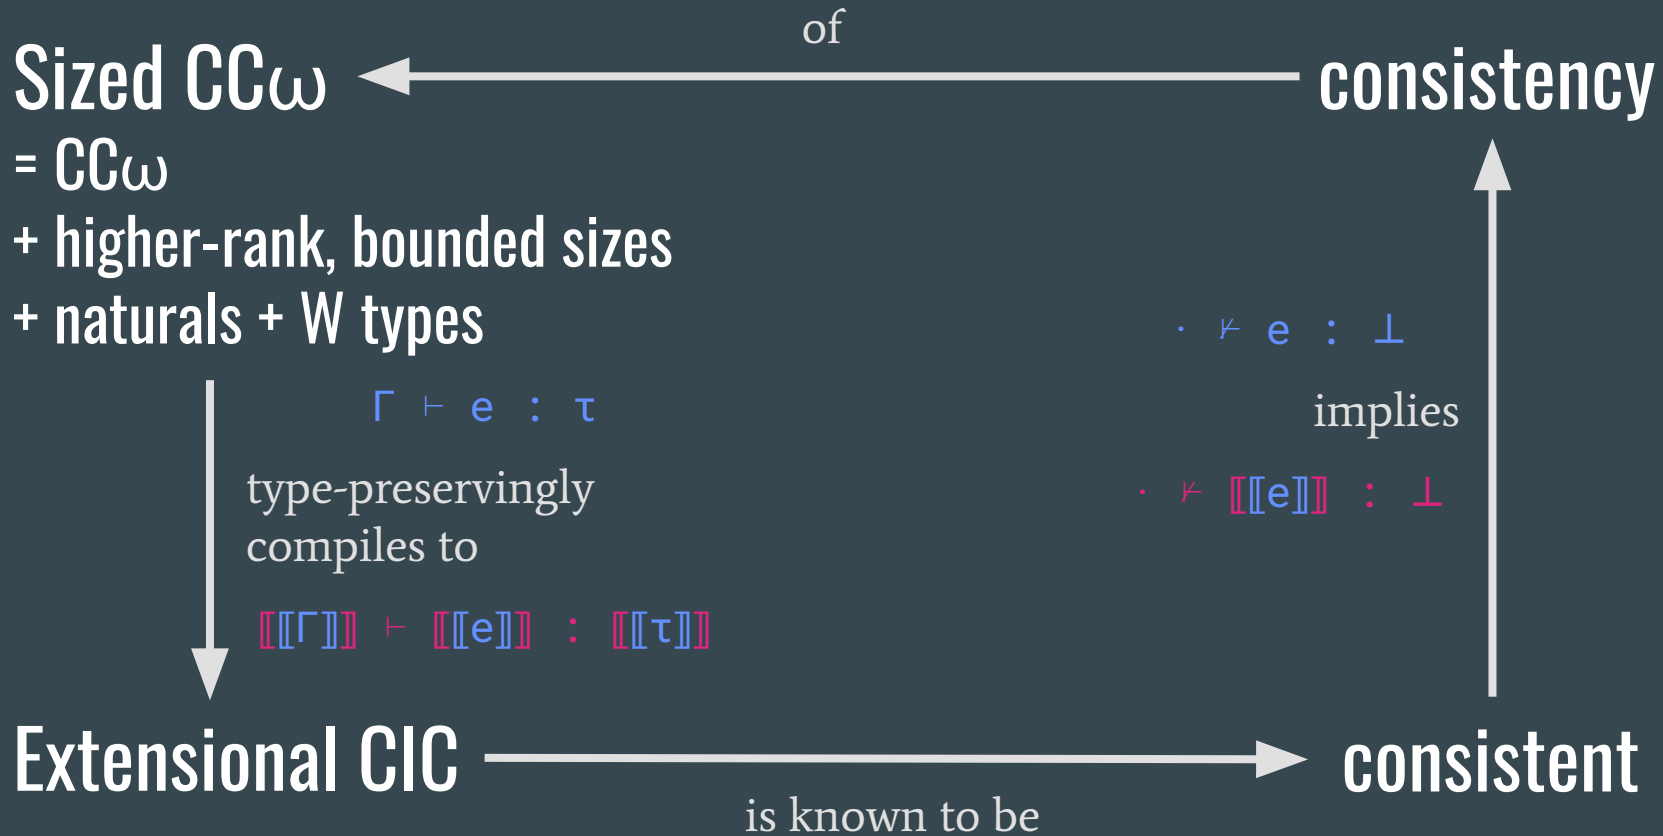 of
Sized CCω
consistency
= CCω
+ higher-rank, bounded sizes
+ naturals + W types
· ⊬ e : ⊥
Γ ⊢ e : τ
implies
type-preservingly
compiles to
· ⊬ ⟦⟦e⟧⟧ : ⊥
⟦⟦Γ⟧⟧ ⊢ ⟦⟦e⟧⟧ : ⟦⟦τ⟧⟧
Extensional CIC
consistent
is known to be